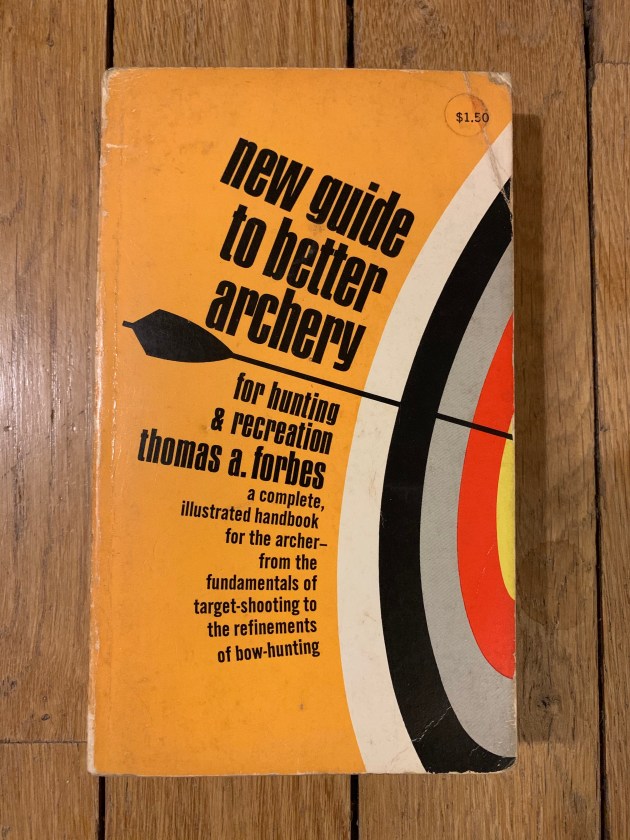 $1.50
new guide
to better
archery
for hunting
& recreation
thomas a. forbes
a complete,
illustrated handbook
for the archer–
from the
fundamentals of
target-shooting to
the refinements
of bow-hunting